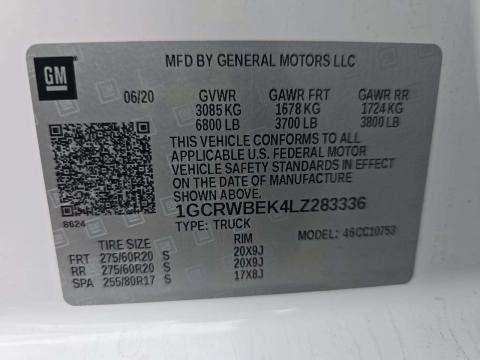 GM
MFD BY GENERAL MOTORS LLC
06/20 GVWR GAWR FRT GAWR RR
3085 KG 1678 KG 1724 KG
6800 LB 3700 LB 3800 LB
THIS VEHICLE CONFORMS TO ALL
APPLICABLE U.S. FEDERAL MOTOR
VEHICLE SAFETY STANDARDS IN EFFECT
ON THE DATE OF MANUFACTURE
SHOWN ABOVE.
1GCRWBEK4LZ283336
8624
TYPE: TRUCK
MODEL: 46CC10753
TIRE SIZE RIM
FRT 275/60R20 S 20X9J
RR 275/60R20 S 20X9J
SPA 255/80R17 S 17X8J